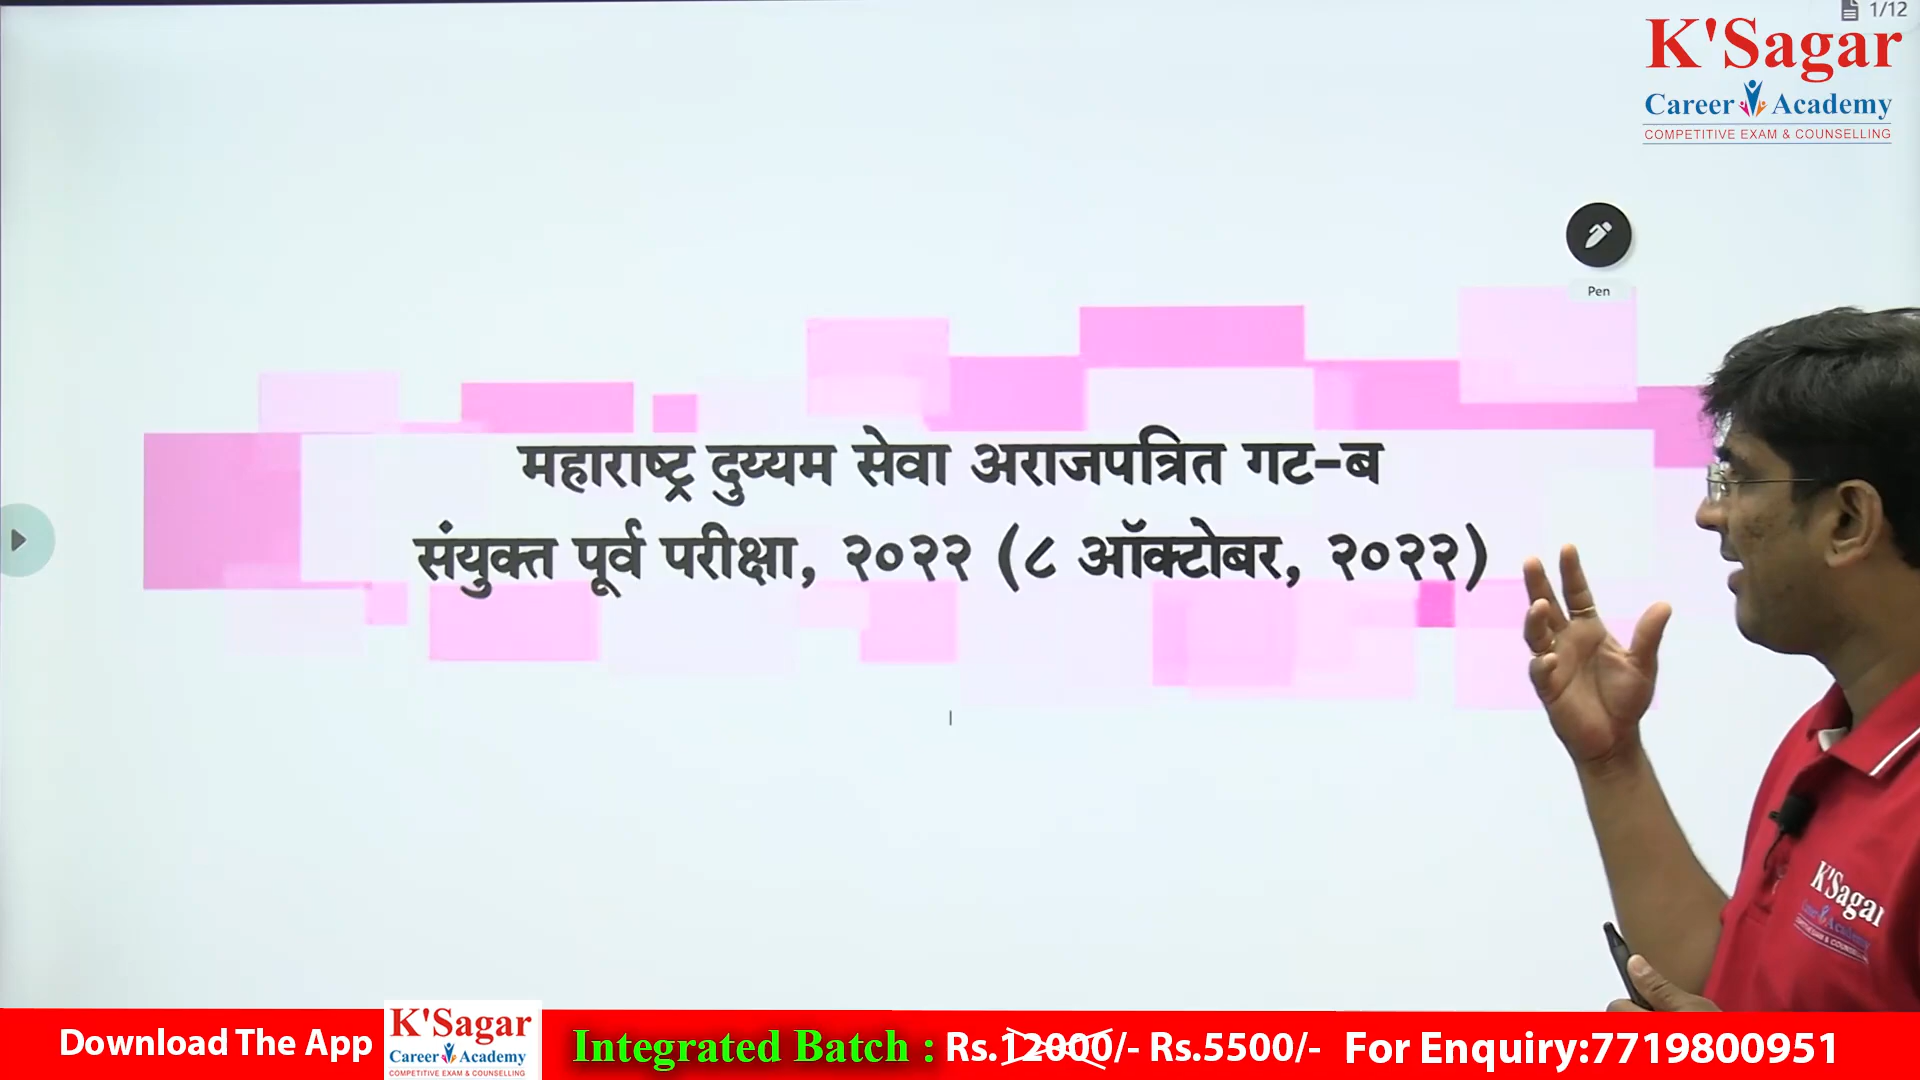 1/12
K'Sagar
Career Academy
COMPETITIVE EXAM & COUNSELLING
Pen
महाराष्ट्र दुय्यम सेवा अराजपत्रित गट-ब
संयुक्त पूर्व परीक्षा, २०२२ (८ ऑक्टोबर, २०२२)
K'Sagar
Download The App
K'Sagar
Career Academy
COMPETITIVE EXAM & COUNSELLING
Integrated Batch : Rs.12000/- Rs.5500/- For Enquiry:7719800951